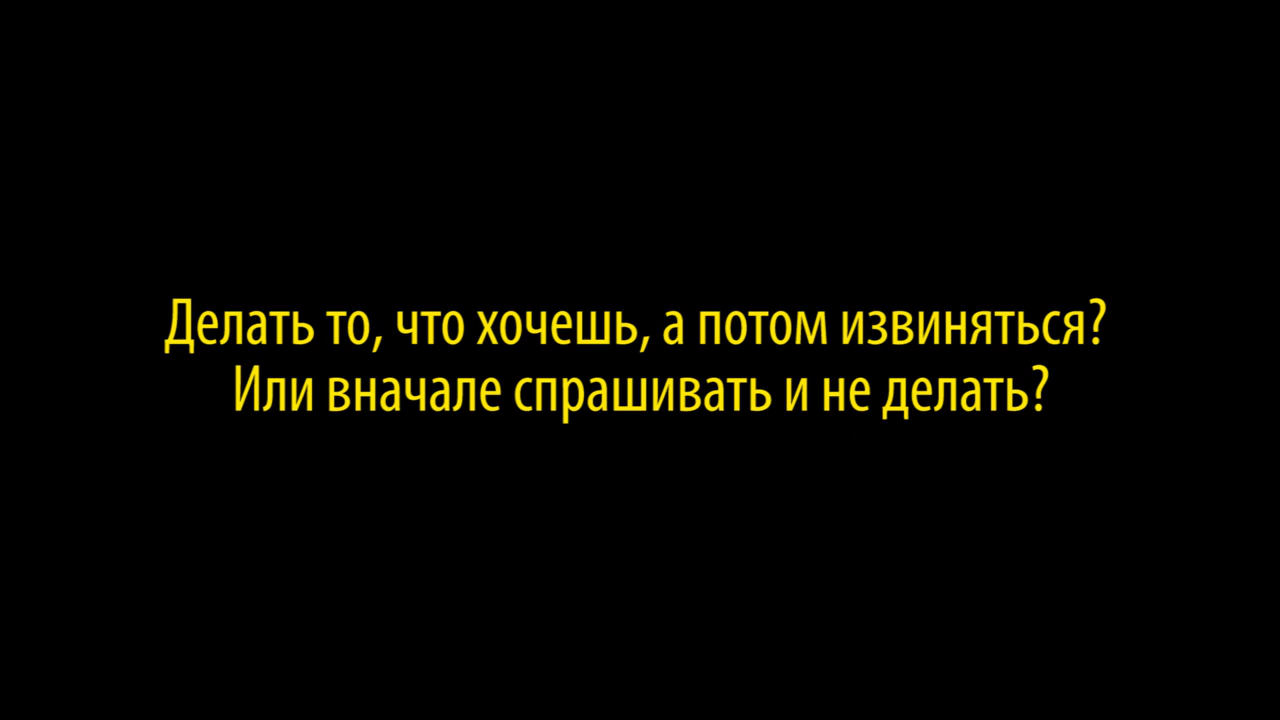 Делать то, что хочешь, а потом извиняться?
Или вначале спрашивать и не делать?